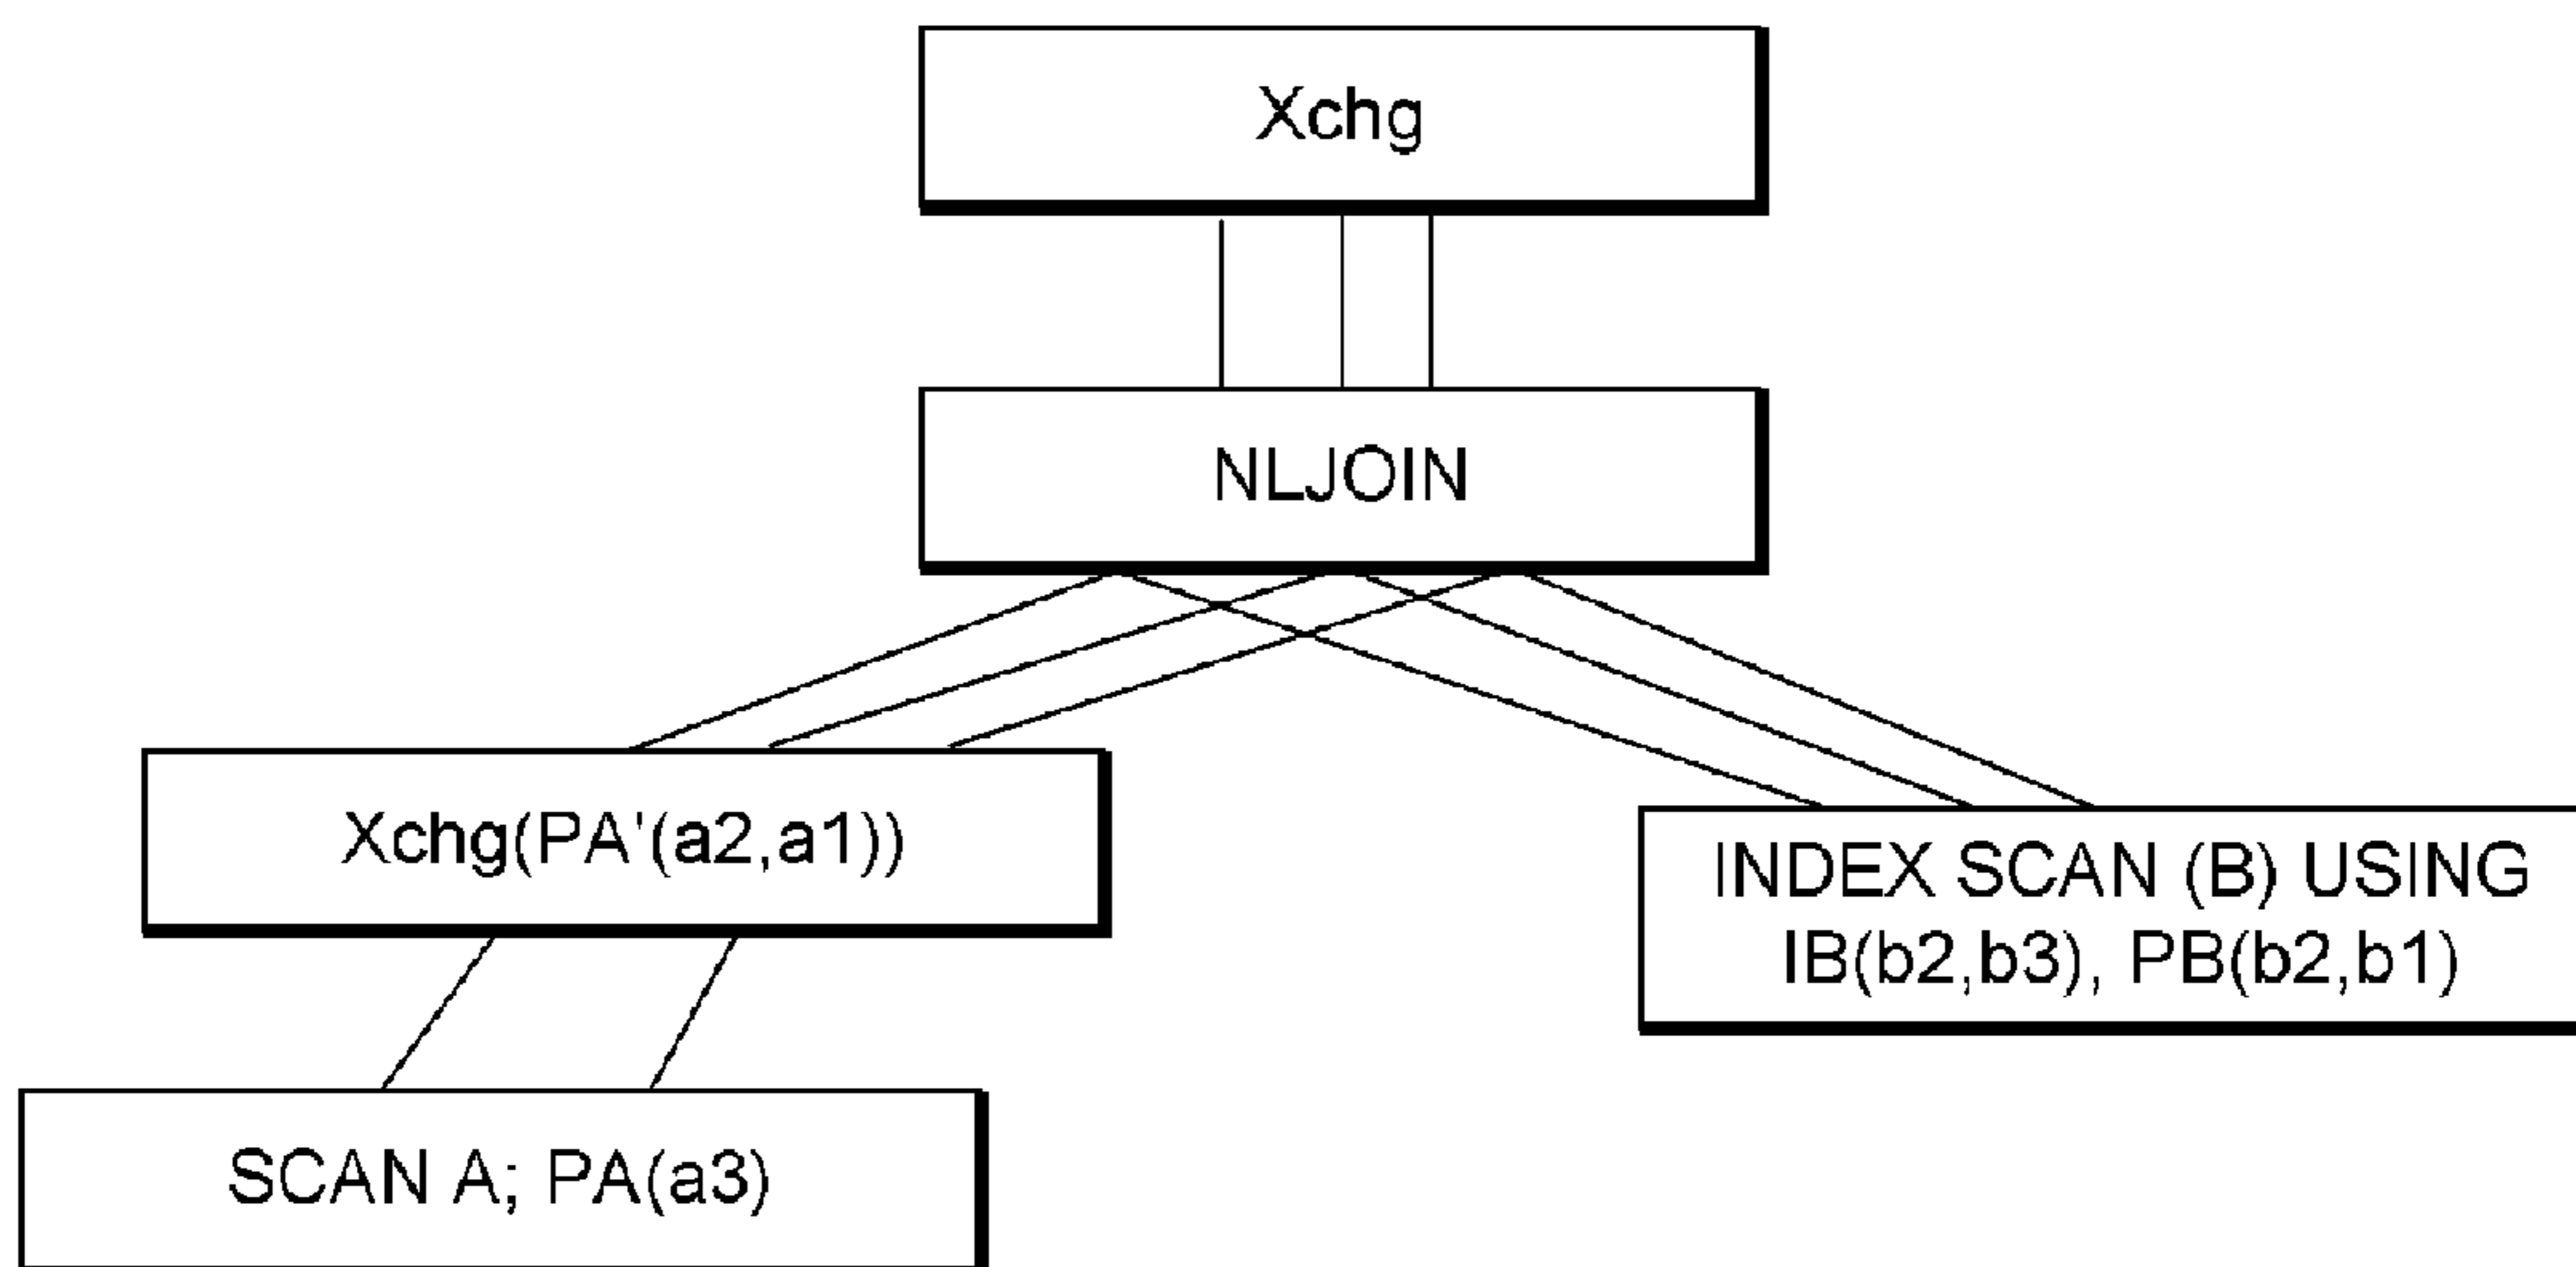 Xchg
NLJOIN
Xchg(PA'(a2,a1))
INDEX SCAN (B) USING
IB(b2,b3), PB(b2,b1)
SCAN A; PA(a3)